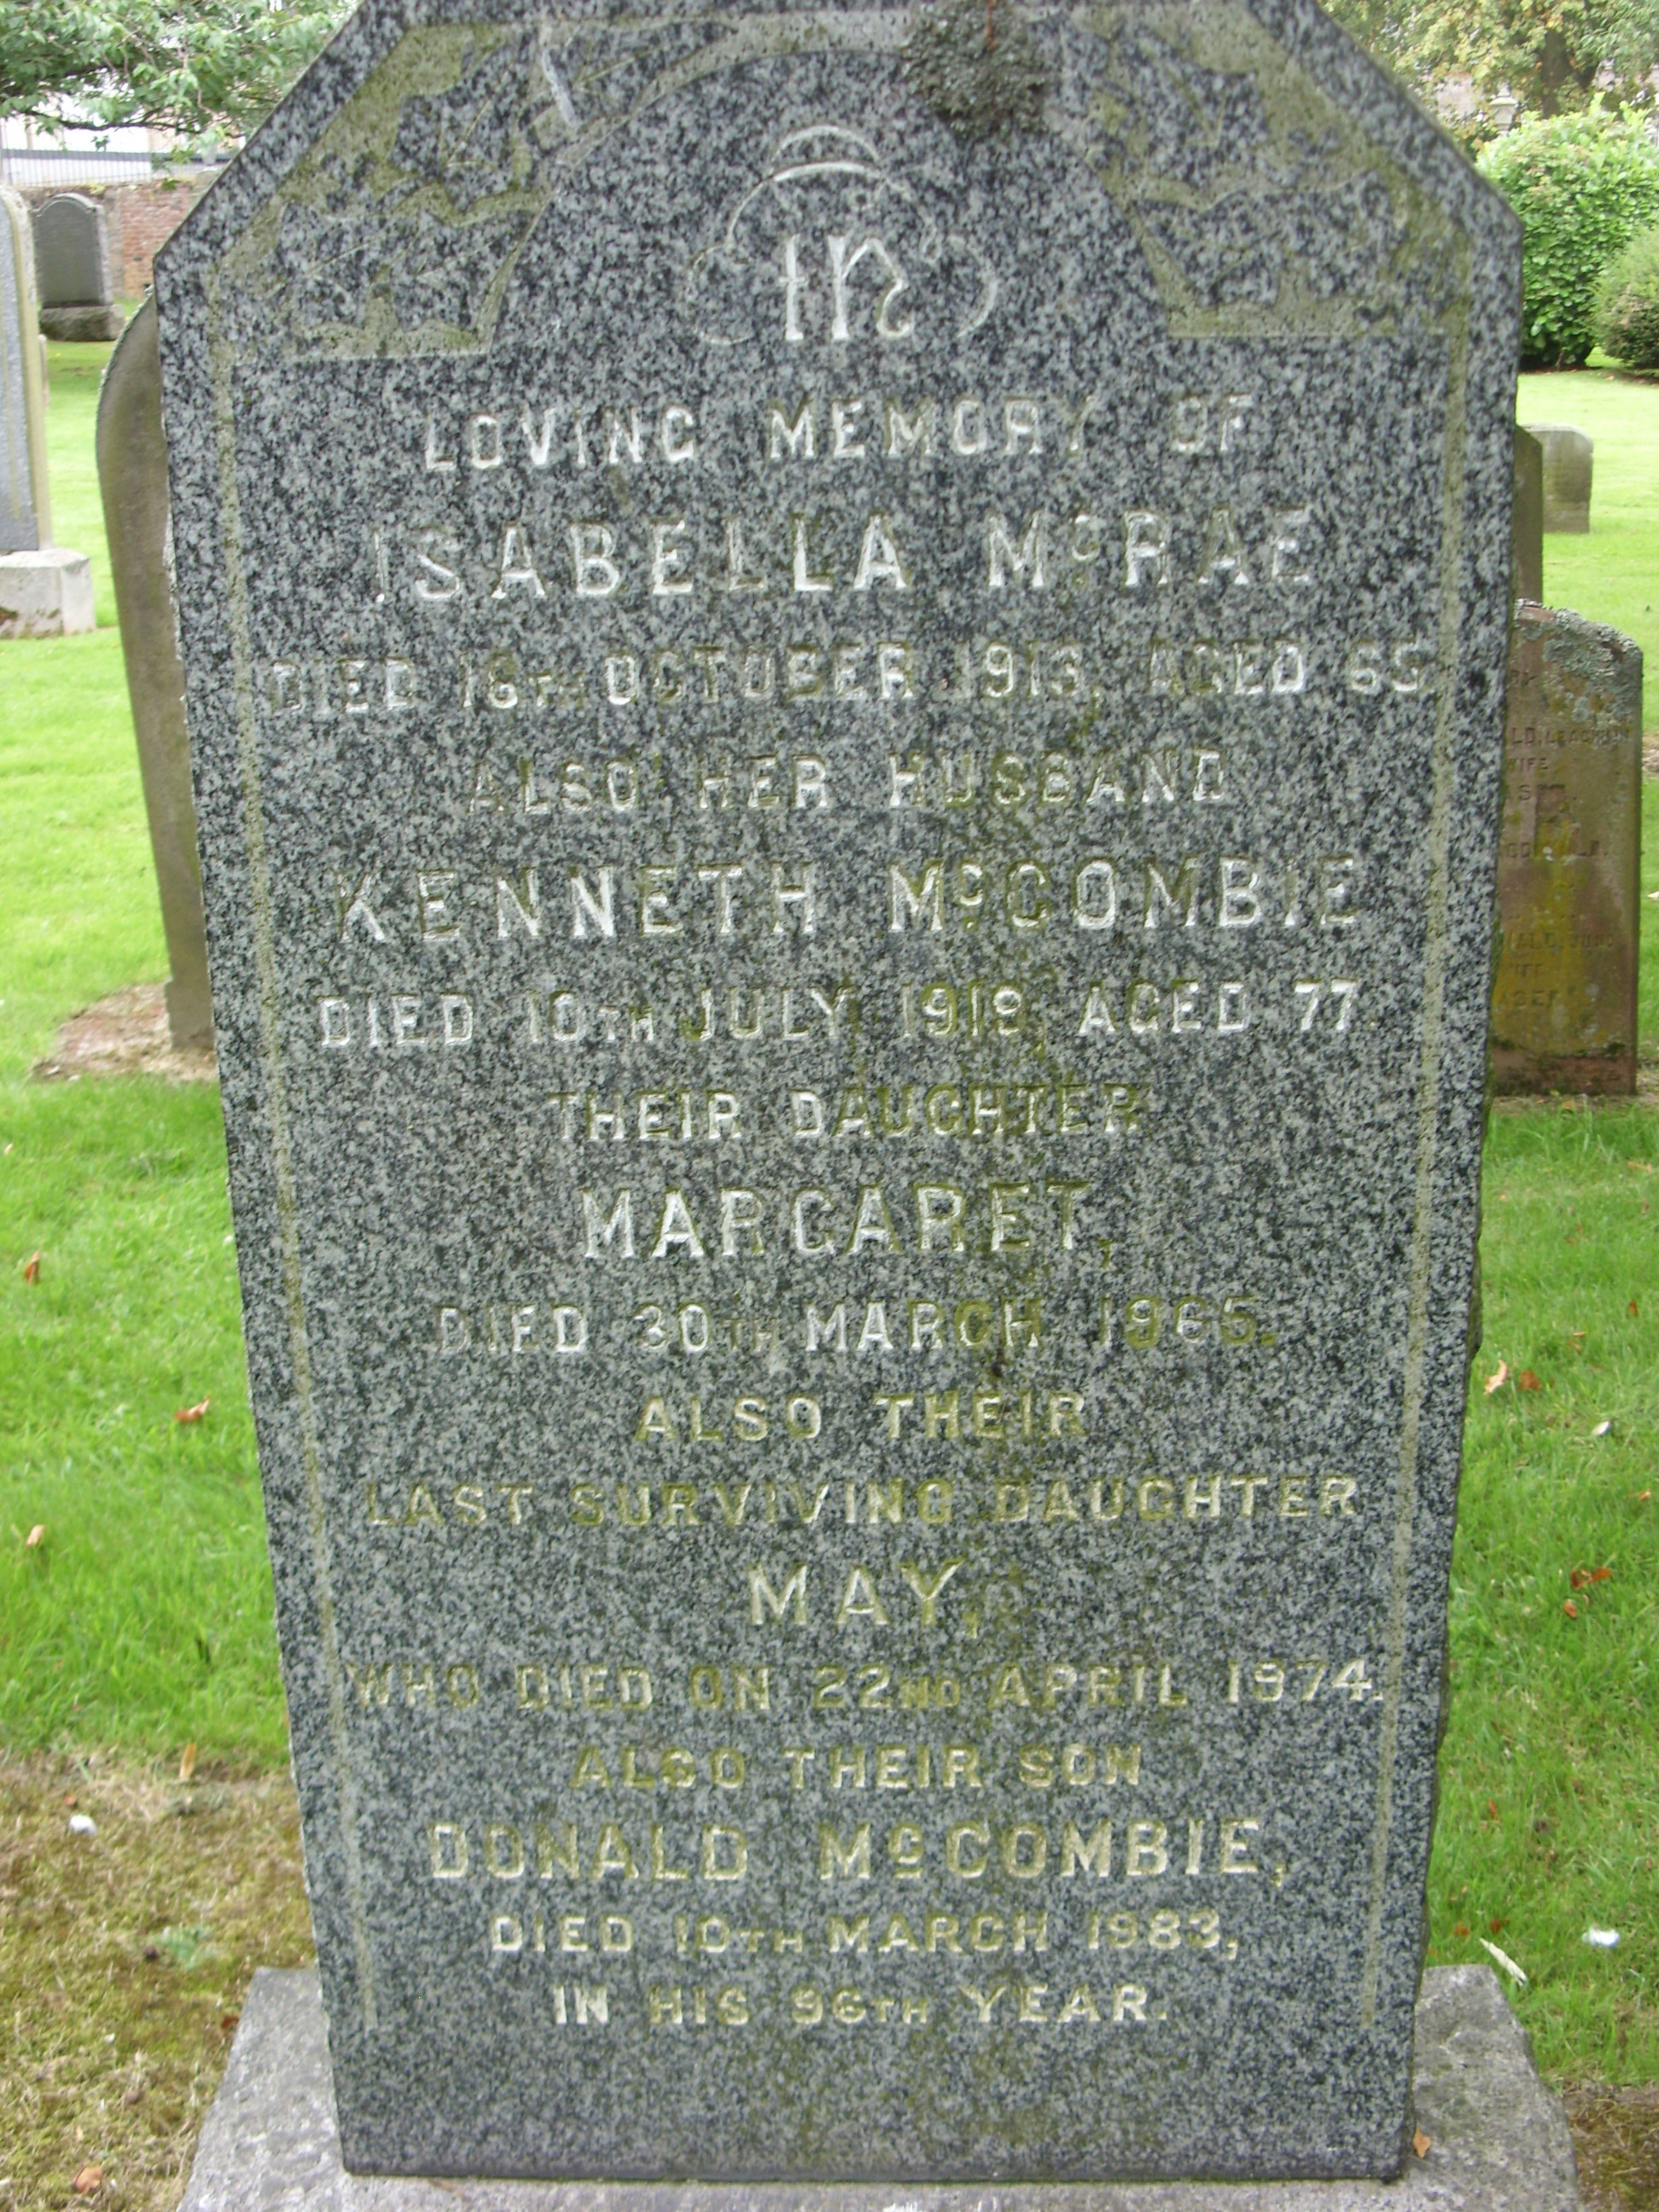 In
LOVING MEMORY OF
ISABELLA McRAE
DIED 16TH OCTOBER 1913, AGED 65
ALSO HER HUSBAND
KENNETH McCOMBIE
DIED 10TH JULY 1919, AGED 77.
THEIR DAUGHTER
MARGARET,
DIED 30TH MARCH 1965.
ALSO THEIR
LAST SURVIVING DAUGHTER
MAY,
WHO DIED ON 22ND APRIL 1974.
ALSO THEIR SON
DONALD McCOMBIE,
DIED 10TH MARCH 1983,
IN HIS 96TH YEAR.
WIFE